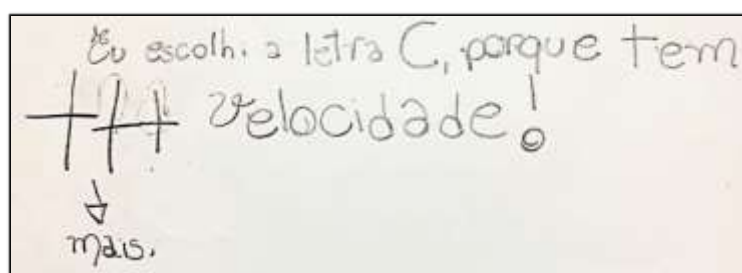 Eu escolhi a letra C, porque tem
+++ velocidade!
mais.